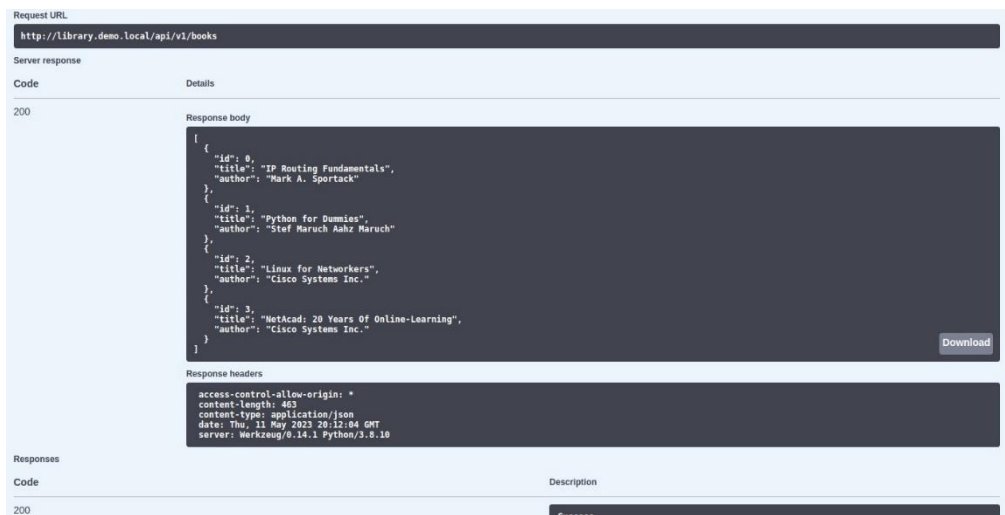 Request URL
http://library.demo.local/api/v1/books
Server response
Code Details
200
Response body
[
{
"id": 0,
"title": "IP Routing Fundamentals",
"author": "Mark A. Sportack"
},
{
"id": 1,
"title": "Python for Dummies",
"author": "Stef Maruch Aahz Maruch"
},
{
"id": 2,
"title": "Linux for Networkers",
"author": "Cisco Systems Inc."
},
{
"id": 3,
"title": "NetAcad: 20 Years Of Online-Learning",
"author": "Cisco Systems Inc."
}
]
Download
Response headers
access-control-allow-origin: *
content-length: 463
content-type: application/json
date: Thu, 11 May 2023 20:12:04 GMT
server: Werkzeug/0.14.1 Python/3.8.10
Responses
Code Description
200